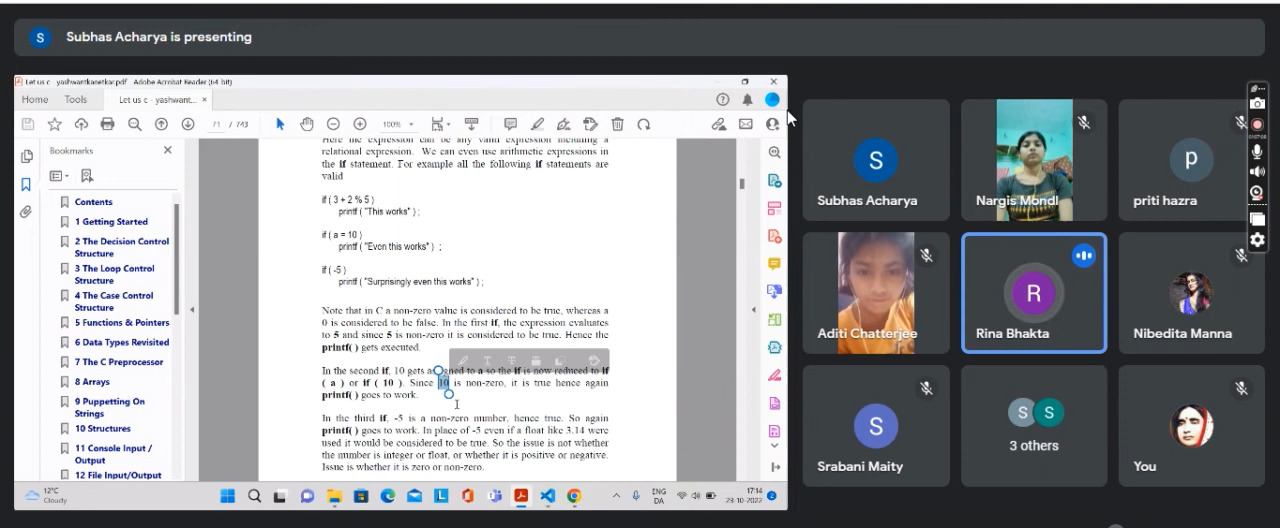 S Subhas Acharya is presenting
Let us c - yashwantkanetkar.pdf - Adobe Acrobat Reader (64-bit)
Home Tools Let us c - yashwant... ×
71 / 743 100%
Bookmarks
Contents
1 Getting Started
2 The Decision Control
Structure
3 The Loop Control
Structure
4 The Case Control
Structure
5 Functions & Pointers
6 Data Types Revisited
7 The C Preprocessor
8 Arrays
9 Puppetting On
Strings
10 Structures
11 Console Input /
Output
12 File Input/Output
Here the expression can be any valid expression including a
relational expression. We can even use arithmetic expressions in
the if statement. For example all the following if statements are
valid
if ( 3 + 2 % 5 )
printf ( "This works" ) ;
if ( a = 10 )
printf ( "Even this works" ) ;
if ( -5 )
printf ( "Surprisingly even this works" ) ;
Note that in C a non-zero value is considered to be true, whereas a
0 is considered to be false. In the first if, the expression evaluates
to 5 and since 5 is non-zero it is considered to be true. Hence the
printf( ) gets executed.
In the second if, 10 gets assigned to a so the if is now reduced to if
( a ) or if ( 10 ). Since 10 is non-zero, it is true hence again
printf( ) goes to work.
In the third if, -5 is a non-zero number, hence true. So again
printf( ) goes to work. In place of -5 even if a float like 3.14 were
used it would be considered to be true. So the issue is not whether
the number is integer or float, or whether it is positive or negative.
Issue is whether it is zero or non-zero.
12°C
Cloudy
ENG
DA
17:14
23-10-2022
S
Subhas Acharya
Nargis Mondl
p
priti hazra
Aditi Chatterjee
R
Rina Bhakta
Nibedita Manna
S
Srabani Maity
S S
3 others
You